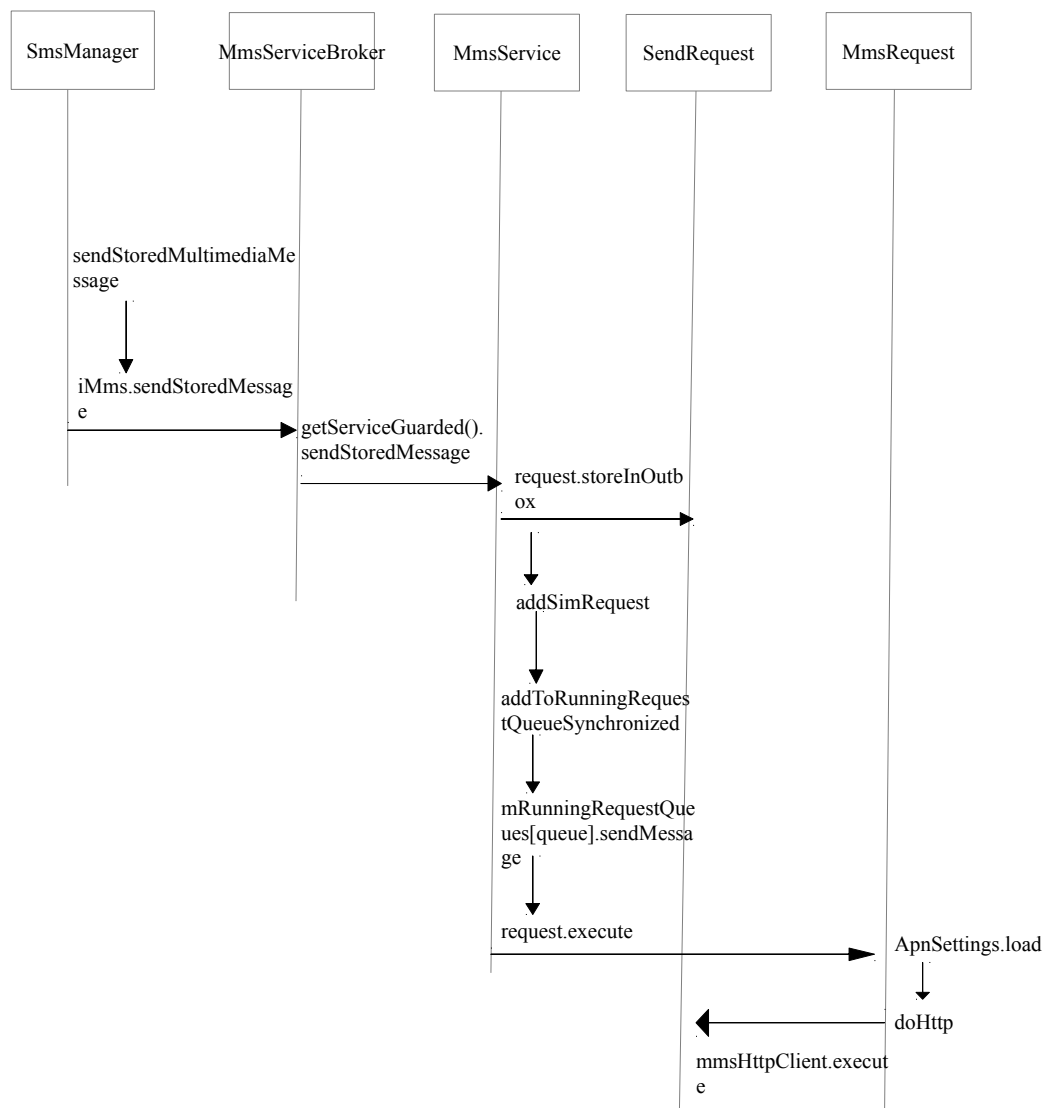 SmsManager
MmsServiceBroker
MmsService
SendRequest
MmsRequest
sendStoredMultimediaMe
ssage
iMms.sendStoredMessag
e
getServiceGuarded().
sendStoredMessage
request.storeInOutb
ox
addSimRequest
addToRunningReques
tQueueSynchronized
mRunningRequestQue
ues[queue].sendMessa
ge
request.execute
ApnSettings.load
doHttp
mmsHttpClient.execut
e